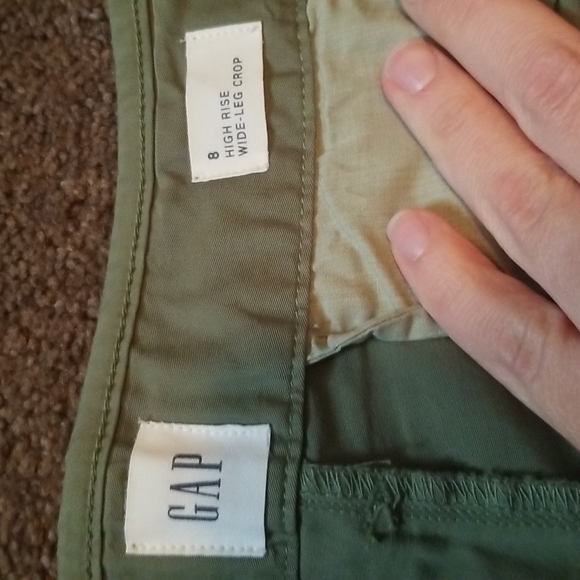 8
HIGH RISE
WIDE-LEG CROP
GAP